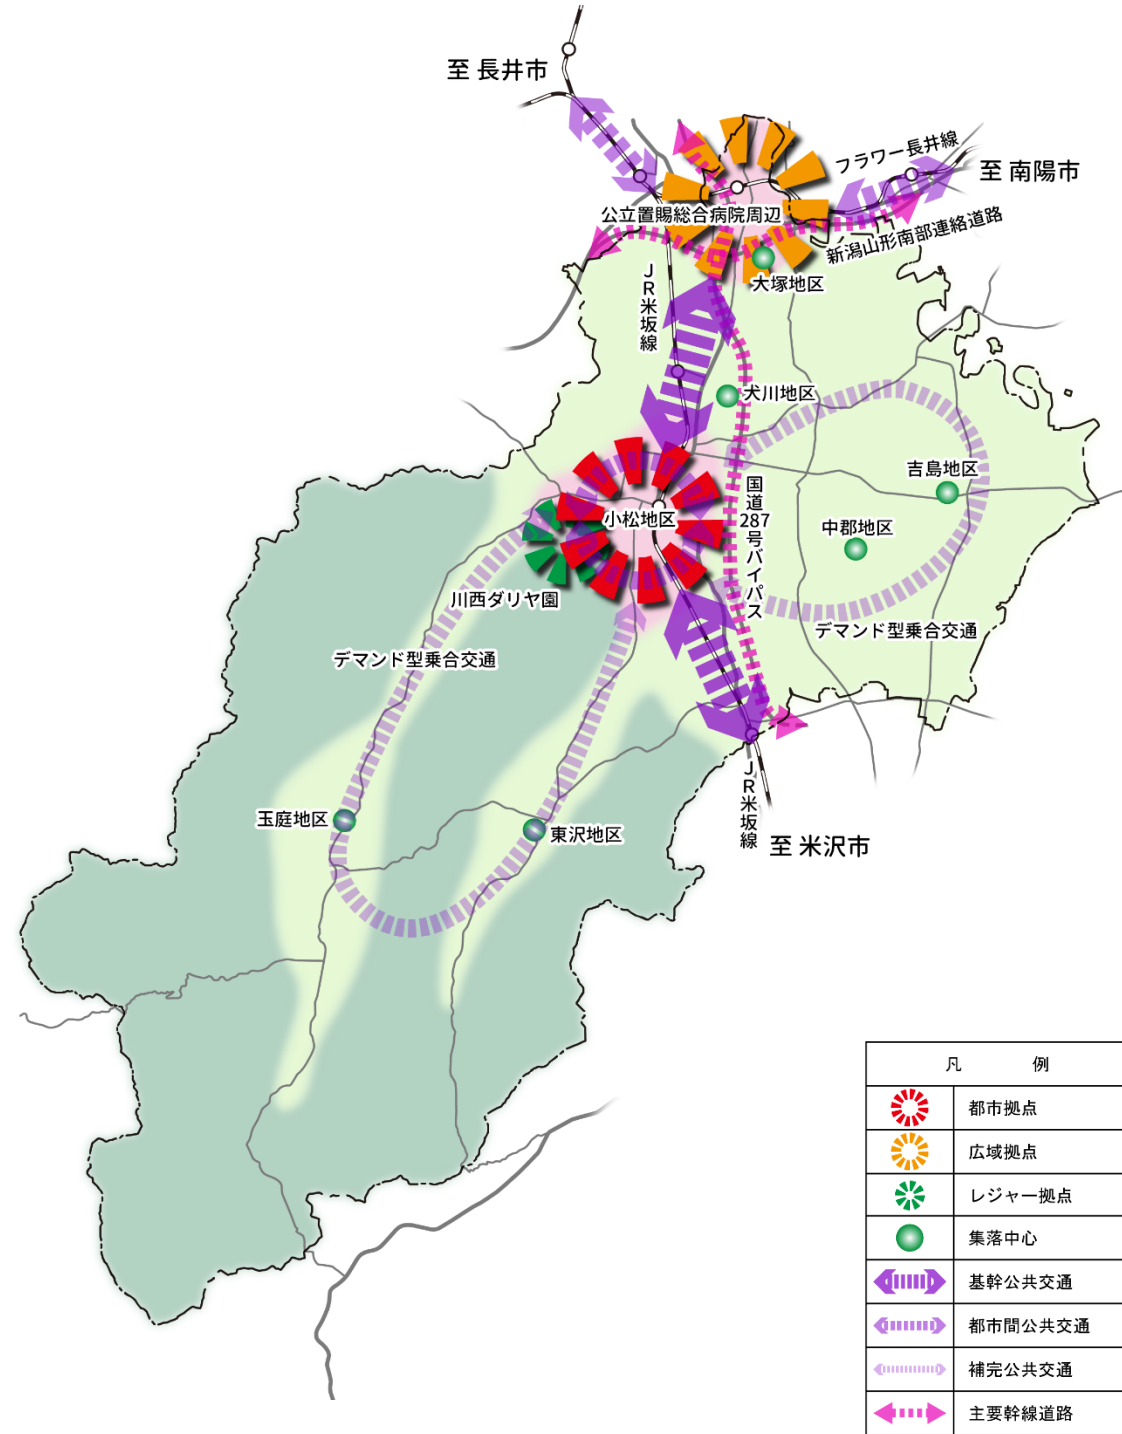 至 長井市
フラワー長井線
至 南陽市
公立置賜総合病院周辺
新潟山形南部連絡道路
大塚地区
JR米坂線
犬川地区
吉島地区
国道287号バイパス
小松地区
中郡地区
川西ダリヤ園
デマンド型乗合交通
デマンド型乗合交通
玉庭地区
東沢地区
JR米坂線
至 米沢市
凡 例
都市拠点
広域拠点
レジャー拠点
集落中心
基幹公共交通
都市間公共交通
補完公共交通
主要幹線道路